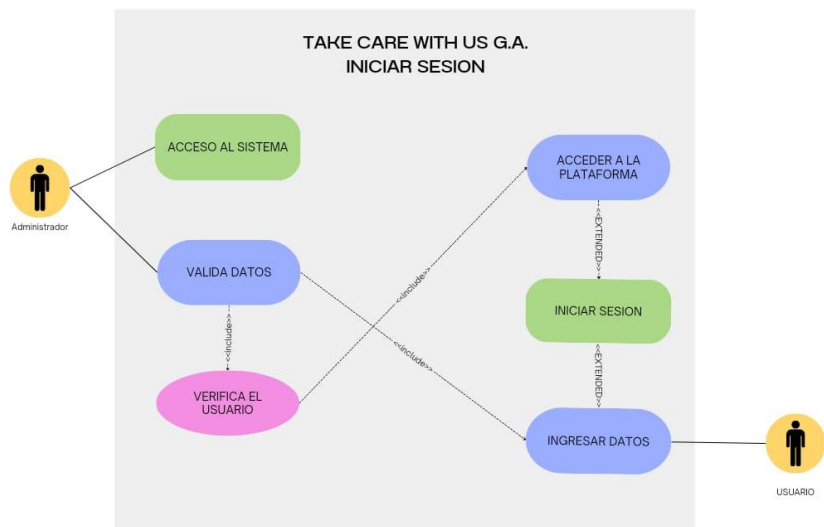 TAKE CARE WITH US G.A.
INICIAR SESION
ACCESO AL SISTEMA
ACCEDER A LA
PLATAFORMA
Administrador
<<EXTENDED>>
VALIDA DATOS
<<include>>
INICIAR SESION
<<include>>
<<include>>
<<EXTENDED>>
VERIFICA EL
USUARIO
INGRESAR DATOS
USUARIO